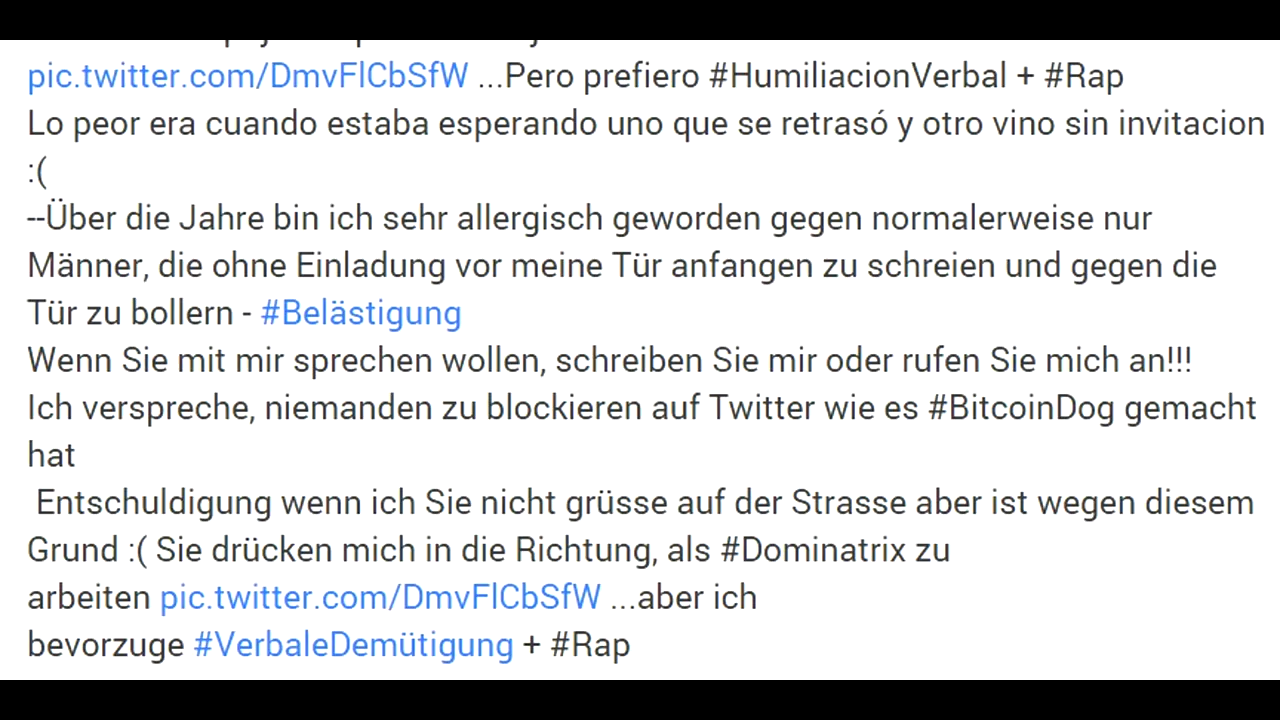 pic.twitter.com/DmvFlCbSfW ...Pero prefiero #HumiliacionVerbal + #Rap
Lo peor era cuando estaba esperando uno que se retrasó y otro vino sin invitacion
:(
--Über die Jahre bin ich sehr allergisch geworden gegen normalerweise nur
Männer, die ohne Einladung vor meine Tür anfangen zu schreien und gegen die
Tür zu bollern - #Belästigung
Wenn Sie mit mir sprechen wollen, schreiben Sie mir oder rufen Sie mich an!!!
Ich verspreche, niemanden zu blockieren auf Twitter wie es #BitcoinDog gemacht
hat
Entschuldigung wenn ich Sie nicht grüsse auf der Strasse aber ist wegen diesem
Grund :( Sie drücken mich in die Richtung, als #Dominatrix zu
arbeiten pic.twitter.com/DmvFlCbSfW ...aber ich
bevorzuge #VerbaleDemütigung + #Rap